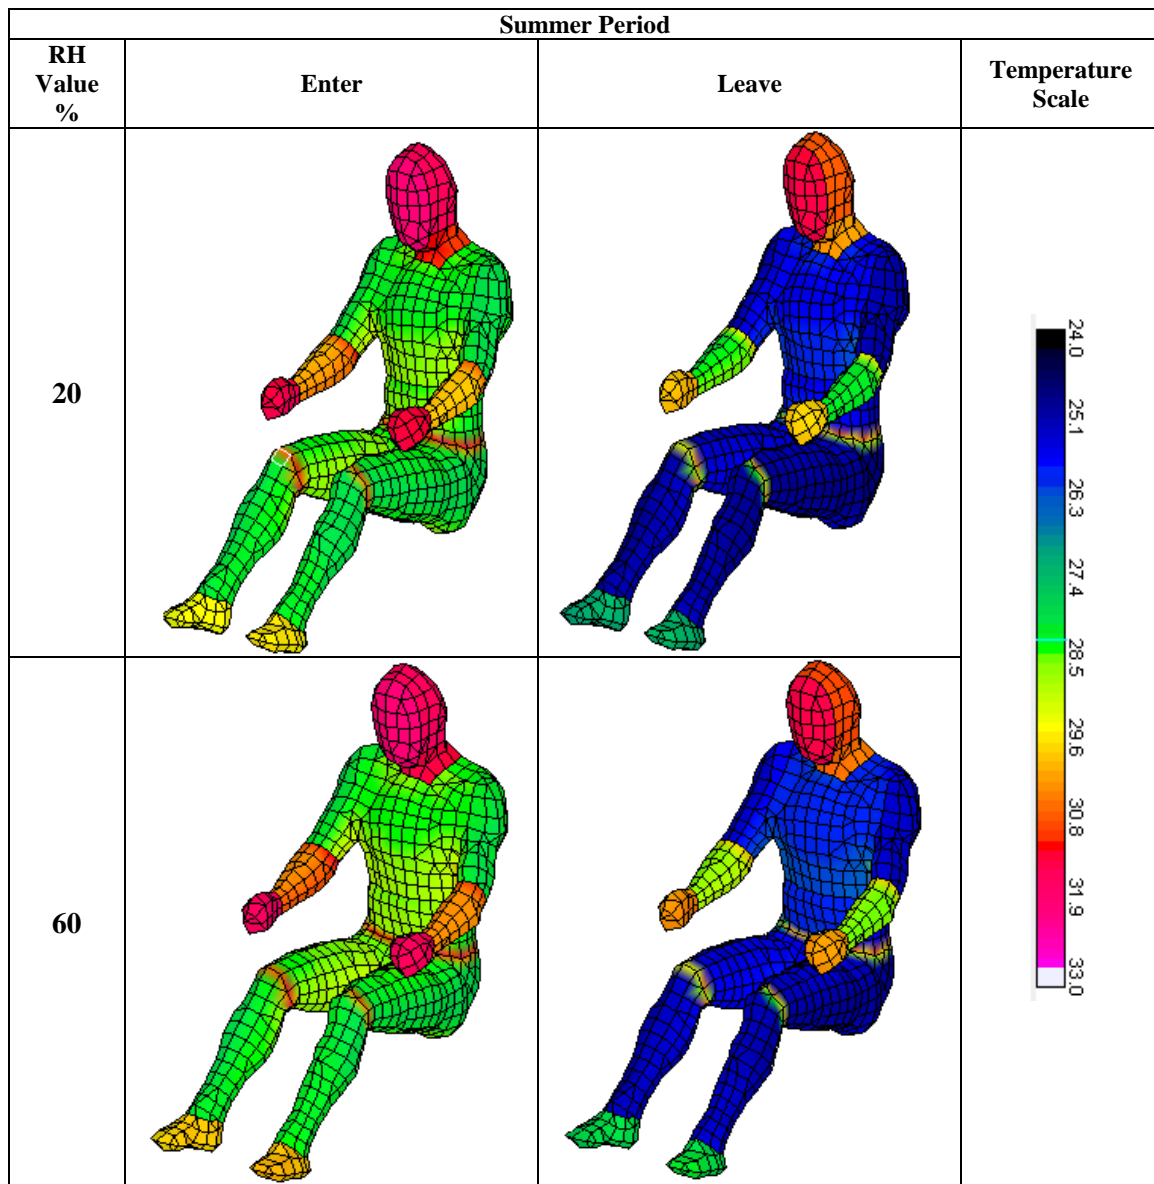 Summer Period
RH
Value
%
Enter
Leave
Temperature
Scale
20
24.0
25.1
26.3
27.4
28.5
29.6
30.8
31.9
33.0
60